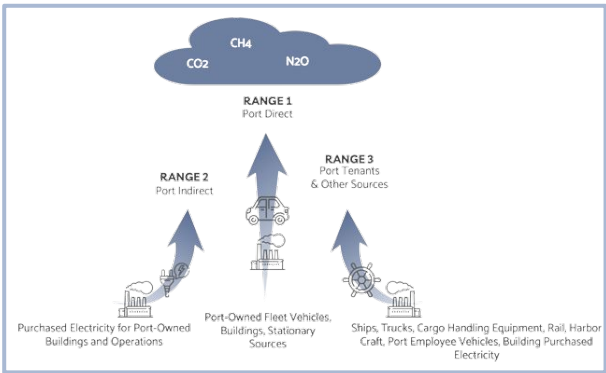 CH4
CO2
N2O
RANGE 1
Port Direct
RANGE 2
Port Indirect
RANGE 3
Port Tenants
& Other Sources
Purchased Electricity for Port-Owned
Buildings and Operations
Port-Owned Fleet Vehicles,
Buildings, Stationary
Sources
Ships, Trucks, Cargo Handling Equipment, Rail, Harbor
Craft, Port Employee Vehicles, Building Purchased
Electricity